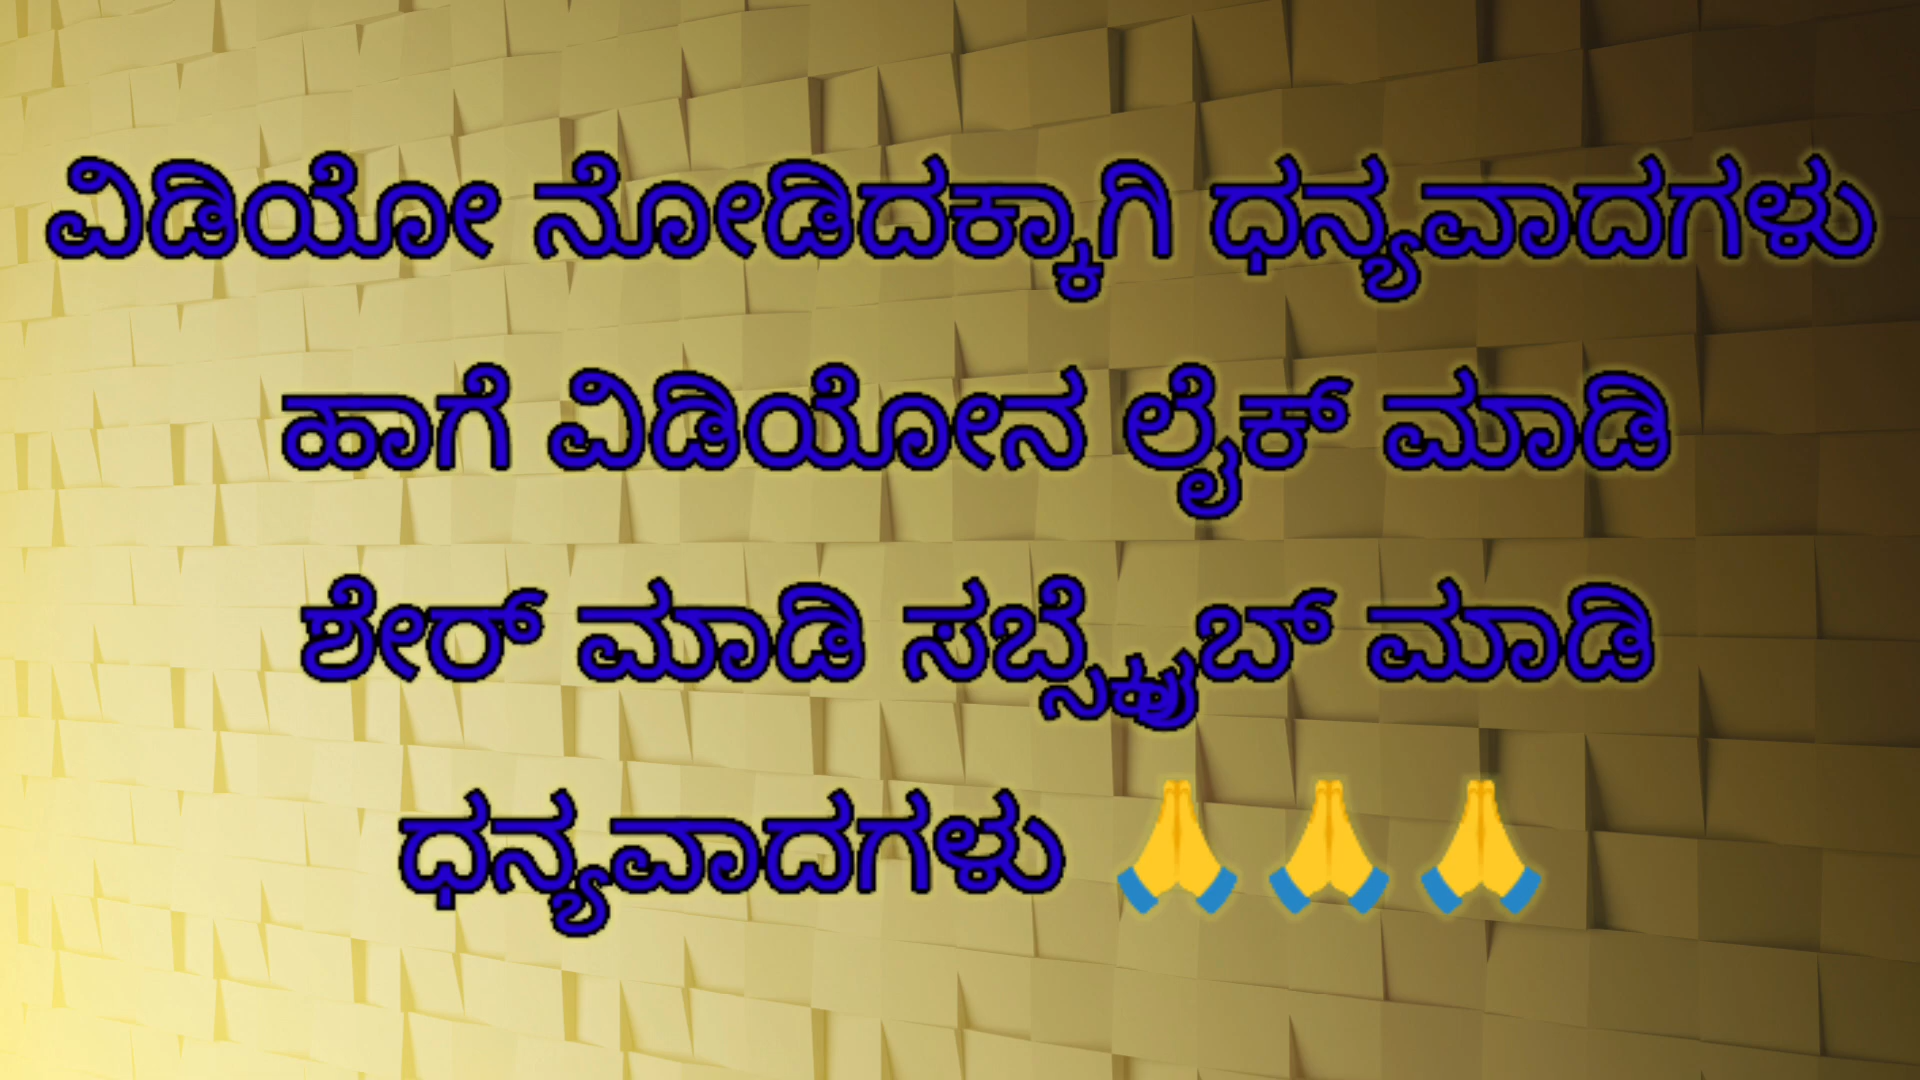 ವಿಡಿಯೋ ನೋಡಿದಕ್ಕಾಗಿ ಧನ್ಯವಾದಗಳು
ಹಾಗೆ ವಿಡಿಯೋನ ಲೈಕ್ ಮಾಡಿ
ಶೇರ್ ಮಾಡಿ ಸಬ್ಸ್ಕ್ರೈಬ್ ಮಾಡಿ
ಧನ್ಯವಾದಗಳು 🙏🙏🙏